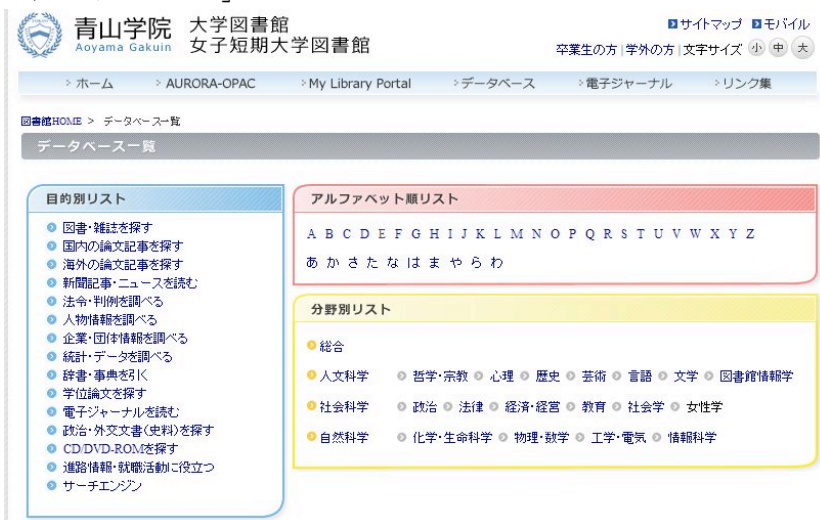 青山学院 大学図書館
Aoyama Gakuin 女子短期大学図書館
サイトマップ モバイル
卒業生の方 | 学外の方 | 文字サイズ 小 中 大
ホーム AURORA-OPAC My Library Portal データベース 電子ジャーナル リンク集
図書館HOME > データベース一覧
データベース一覧
目的別リスト
図書・雑誌を探す
国内の論文記事を探す
海外の論文記事を探す
新聞記事・ニュースを読む
法令・判例を調べる
人物情報を調べる
企業・団体情報を調べる
統計・データを調べる
辞書・事典を引く
学位論文を探す
電子ジャーナルを読む
政治・外交文書(史料)を探す
CD/DVD-ROMを探す
進路情報・就職活動に役立つ
サーチエンジン
アルファベット順リスト
A B C D E F G H I J K L M N O P Q R S T U V W X Y Z
あ か さ た な は ま や ら わ
分野別リスト
総合
人文科学 哲学・宗教 心理 歴史 芸術 言語 文学 図書館情報学
社会科学 政治 法律 経済・経営 教育 社会学 女性学
自然科学 化学・生命科学 物理・数学 工学・電気 情報科学